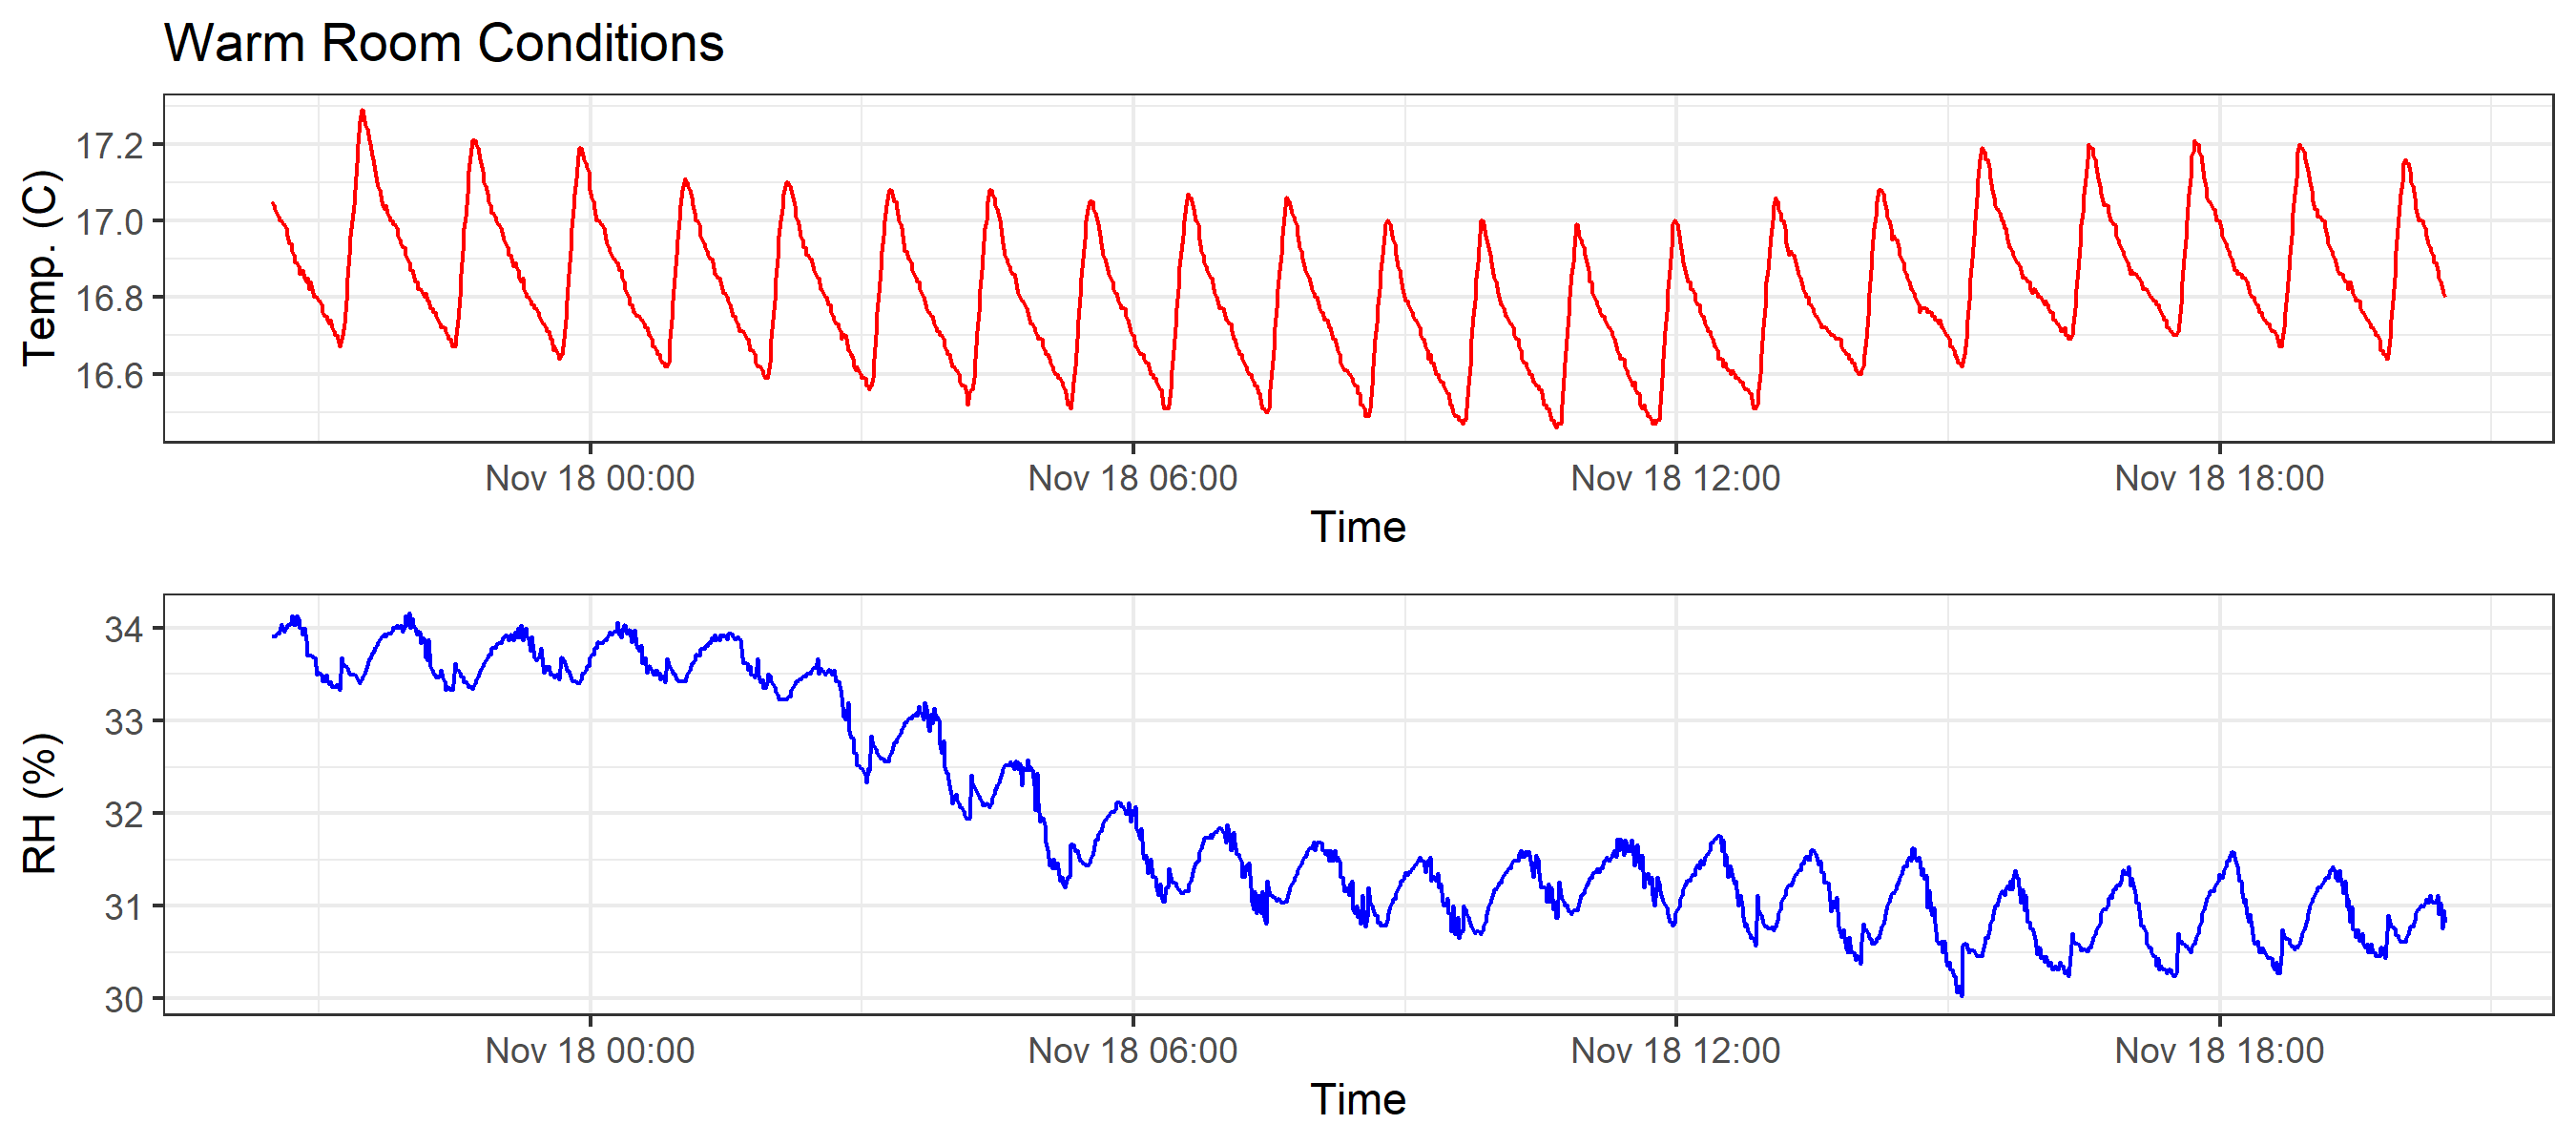 Warm Room Conditions
Temp. (C)
17.2
17.0
16.8
16.6
Nov 18 00:00 Nov 18 06:00 Nov 18 12:00 Nov 18 18:00
Time
RH (%)
34
33
32
31
30
Nov 18 00:00 Nov 18 06:00 Nov 18 12:00 Nov 18 18:00
Time